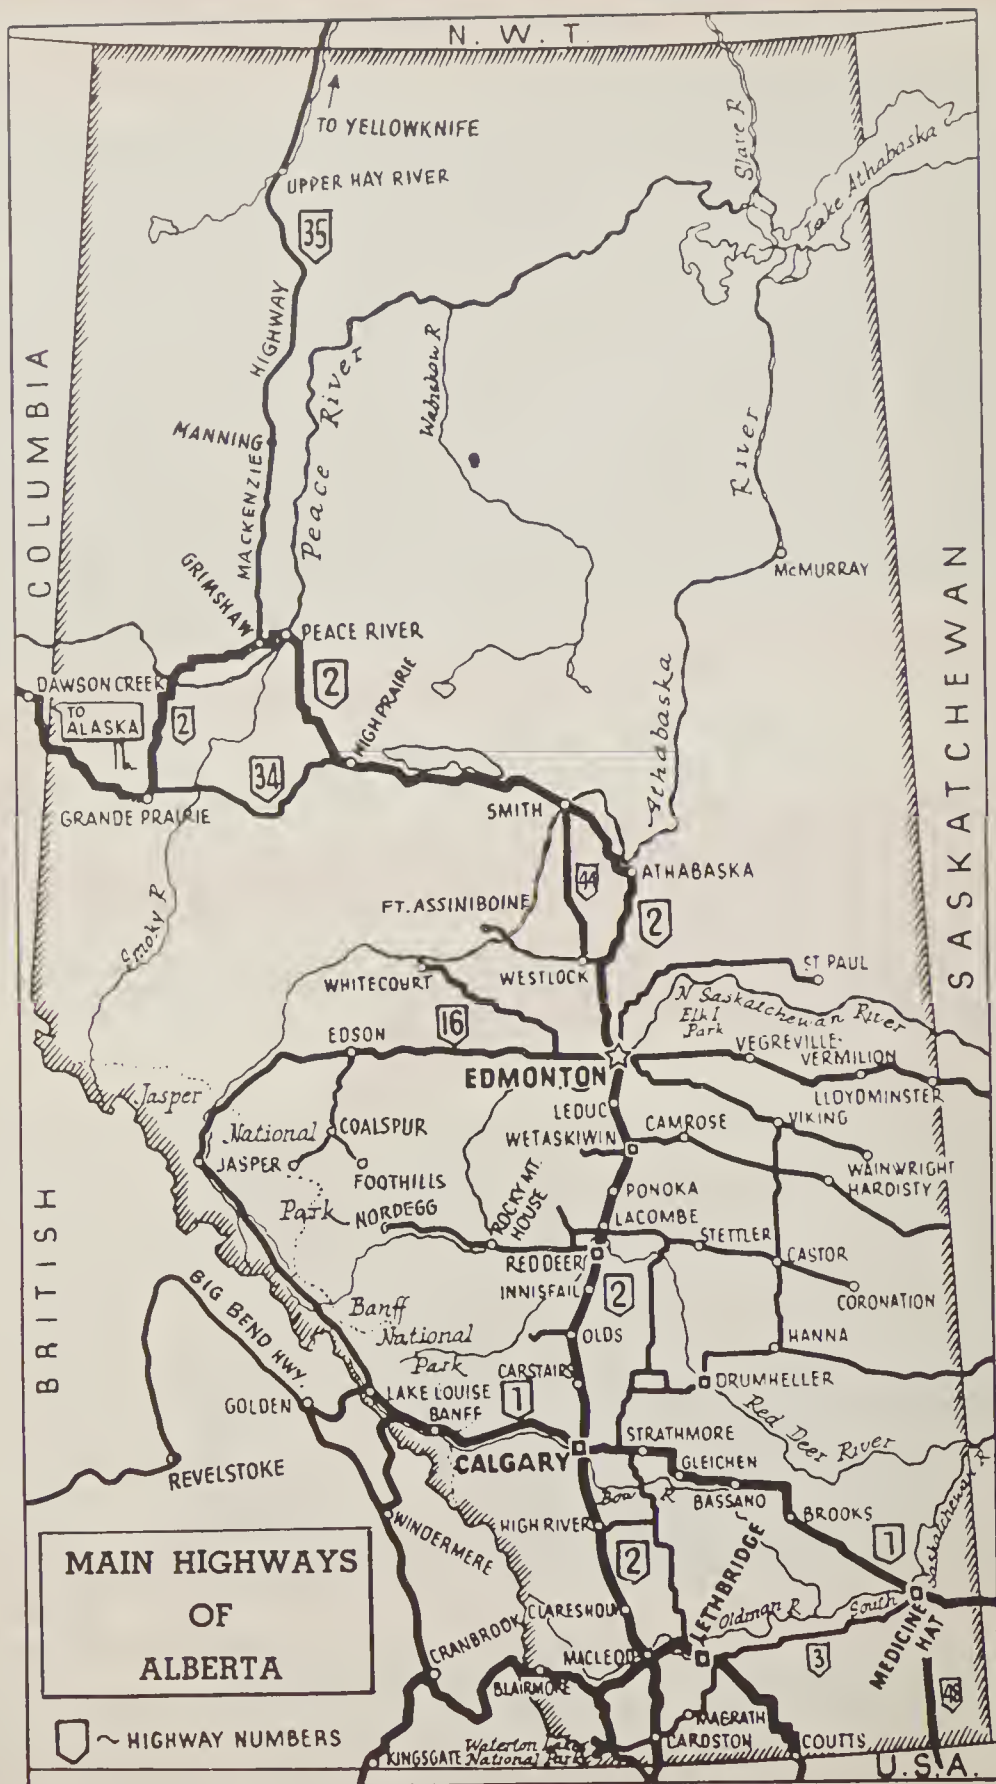 N. W. T.
TO YELLOWKNIFE
Slave R
Lake Athabaska
UPPER HAY RIVER
35
HIGHWAY
Wabiskaw R
Peace River
COLUMBIA
MANNING
MACKENZIE
River
McMURRAY
GRIMSHAW
PEACE RIVER
SASKATCHEWAN
2
HIGH PRAIRIE
DAWSON CREEK
TO
ALASKA
2
34
Athabaska
GRANDE PRAIRIE
SMITH
44
ATHABASKA
FT. ASSINIBOINE
2
Smoky R
WHITECOURT
WESTLOCK
ST PAUL
N Saskatchewan River
Elk I
Park
16
EDSON
VEGREVILLE
VERMILION
EDMONTON
LLOYDMINSTER
Jasper
LEDUC
VIKING
National
COALSPUR
WETASKIWIN
CAMROSE
JASPER
FOOTHILLS
WAINWRIGHT
HARDISTY
ROCKY MT.
HOUSE
PONOKA
BRITISH
Park
NORDEGG
LACOMBE
STETTLER
RED DEER
CASTOR
BIG BEND HWY.
INNISFAIL
2
CORONATION
Banff
National
Park
OLDS
HANNA
CARSTAIRS
DRUMHELLER
GOLDEN
LAKE LOUISE
BANFF
1
Red Deer River
STRATHMORE
REVELSTOKE
CALGARY
GLEICHEN
Bow R
BASSANO
BROOKS
1
South Saskatchewan R
WINDERMERE
HIGH RIVER
2
LETHBRIDGE
MAIN HIGHWAYS
OF
ALBERTA
CLARESHOLM
Oldman R
MEDICINE
HAT
CRANBROOK
MACLEOD
3
BLAIRMORE
48
MAGRATH
~ HIGHWAY NUMBERS
Waterton Lakes
National Park
CARDSTON
COUTTS
KINGSGATE
U.S.A.